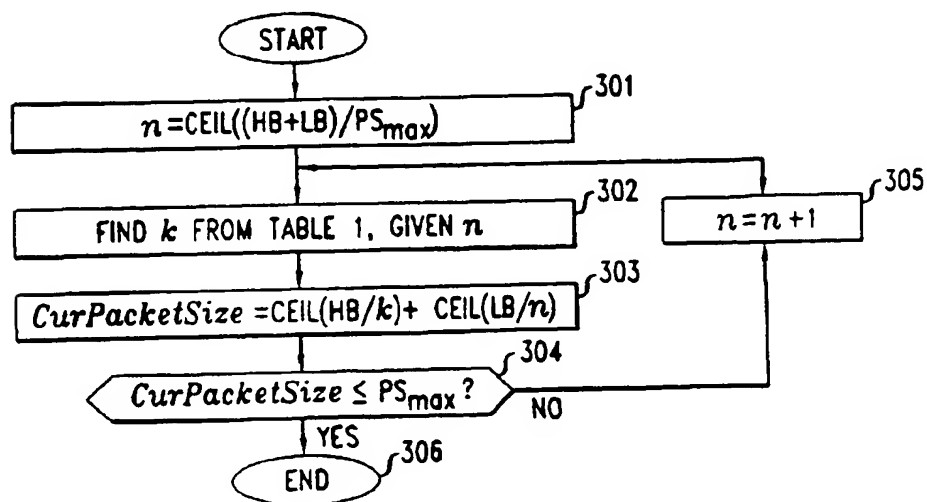 START
301
n=CEIL((HB+LB)/PSmax)
305
302
n=n+1
FIND k FROM TABLE 1, GIVEN n
303
CurPacketSize=CEIL(HB/k)+ CEIL(LB/n)
304
CurPacketSize ≤ PSmax?
NO
YES
306
END